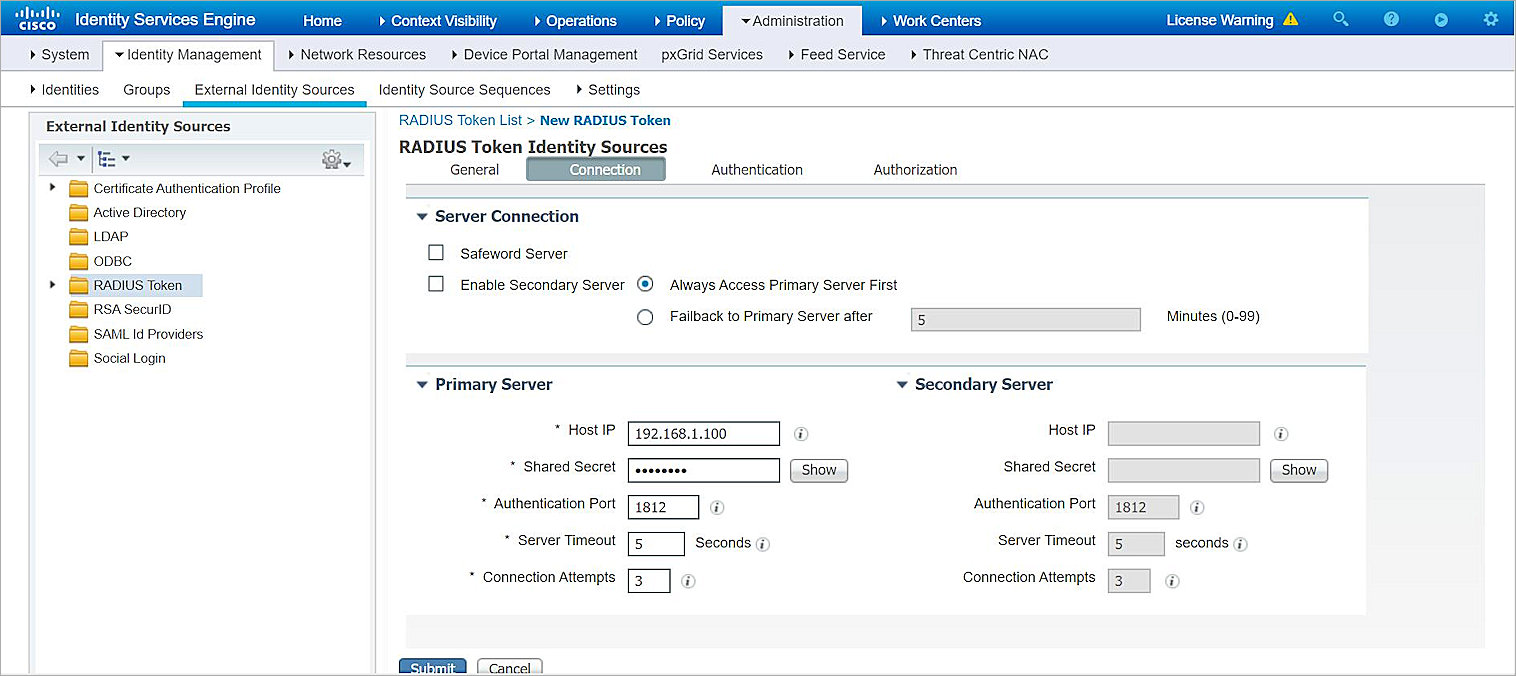 cisco Identity Services Engine Home Context Visibility Operations Policy Administration Work Centers License Warning
System Identity Management Network Resources Device Portal Management pxGrid Services Feed Service Threat Centric NAC
Identities Groups External Identity Sources Identity Source Sequences Settings
External Identity Sources
Certificate Authentication Profile
Active Directory
LDAP
ODBC
RADIUS Token
RSA SecurID
SAML Id Providers
Social Login
RADIUS Token List > New RADIUS Token
RADIUS Token Identity Sources
General Connection Authentication Authorization
Server Connection
Safeword Server
Enable Secondary Server Always Access Primary Server First
Failback to Primary Server after 5 Minutes (0-99)
Primary Server
* Host IP 192.168.1.100
* Shared Secret •••••••• Show
* Authentication Port 1812
* Server Timeout 5 Seconds
* Connection Attempts 3
Secondary Server
Host IP
Shared Secret Show
Authentication Port 1812
Server Timeout 5 seconds
Connection Attempts 3
Submit Cancel